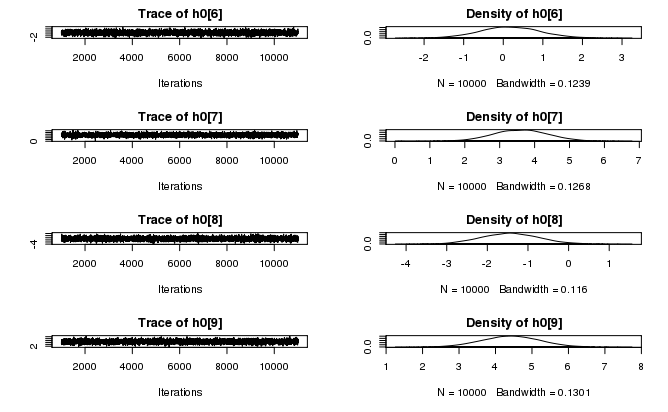 Trace of h0[6]
-2
2000 4000 6000 8000 10000
Iterations
Density of h0[6]
0.0
-2 -1 0 1 2 3
N = 10000 Bandwidth = 0.1239
Trace of h0[7]
0
2000 4000 6000 8000 10000
Iterations
Density of h0[7]
0.0
0 1 2 3 4 5 6 7
N = 10000 Bandwidth = 0.1268
Trace of h0[8]
-4
2000 4000 6000 8000 10000
Iterations
Density of h0[8]
0.0
-4 -3 -2 -1 0 1
N = 10000 Bandwidth = 0.116
Trace of h0[9]
2
2000 4000 6000 8000 10000
Iterations
Density of h0[9]
0.0
1 2 3 4 5 6 7 8
N = 10000 Bandwidth = 0.1301